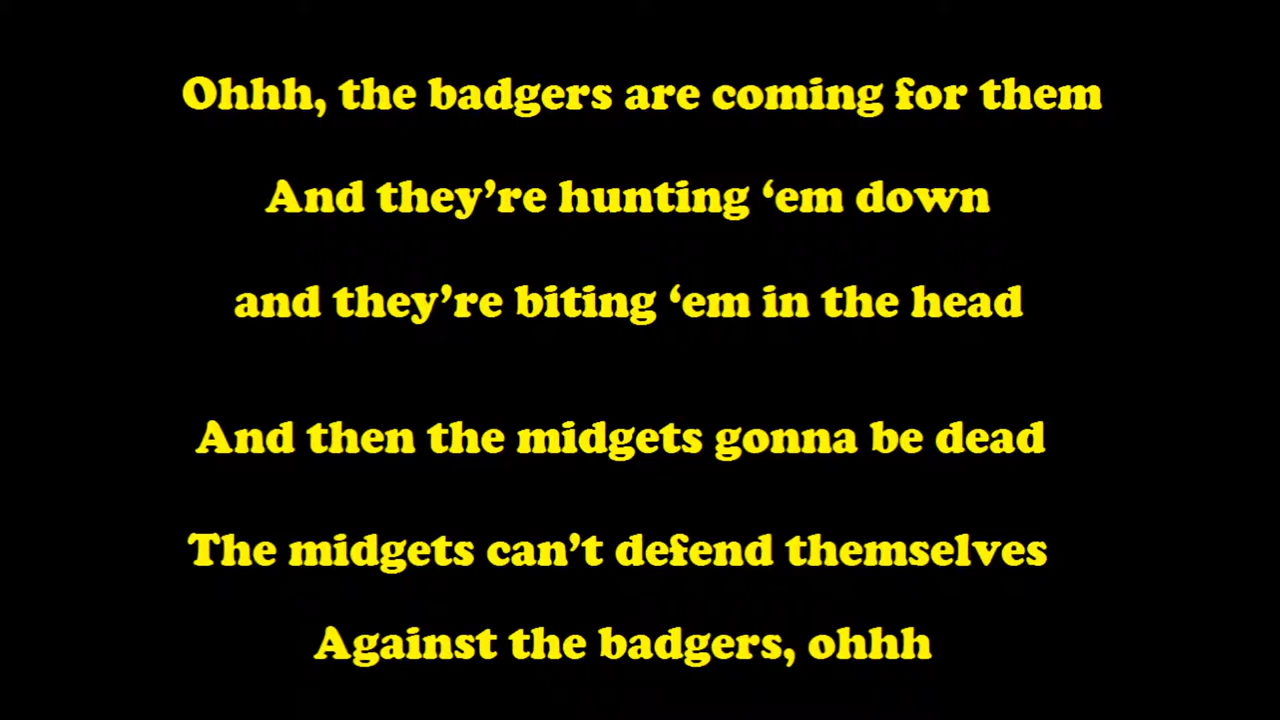 Ohhh, the badgers are coming for them
And they’re hunting ‘em down
and they’re biting ‘em in the head
And then the midgets gonna be dead
The midgets can’t defend themselves
Against the badgers, ohhh